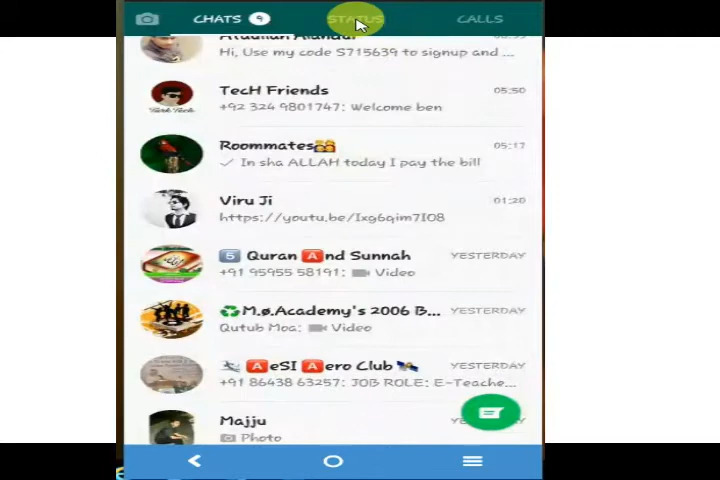 CHATS 9 STATUS CALLS
Hi, Use my code S715639 to signup and ...
TecH Friends 05:50
+92 324 9801747: Welcome ben
Roommates 05:17
In sha ALLAH today I pay the bill
Viru Ji 01:20
https://youtu.be/Ixg6qim7I08
5 Quran And Sunnah YESTERDAY
+91 95955 58191: Video
M.ø.Academy's 2006 B... YESTERDAY
Qutub Moa: Video
AeSI Aero Club YESTERDAY
+91 86438 63257: JOB ROLE: E-Teache...
Majju
Photo